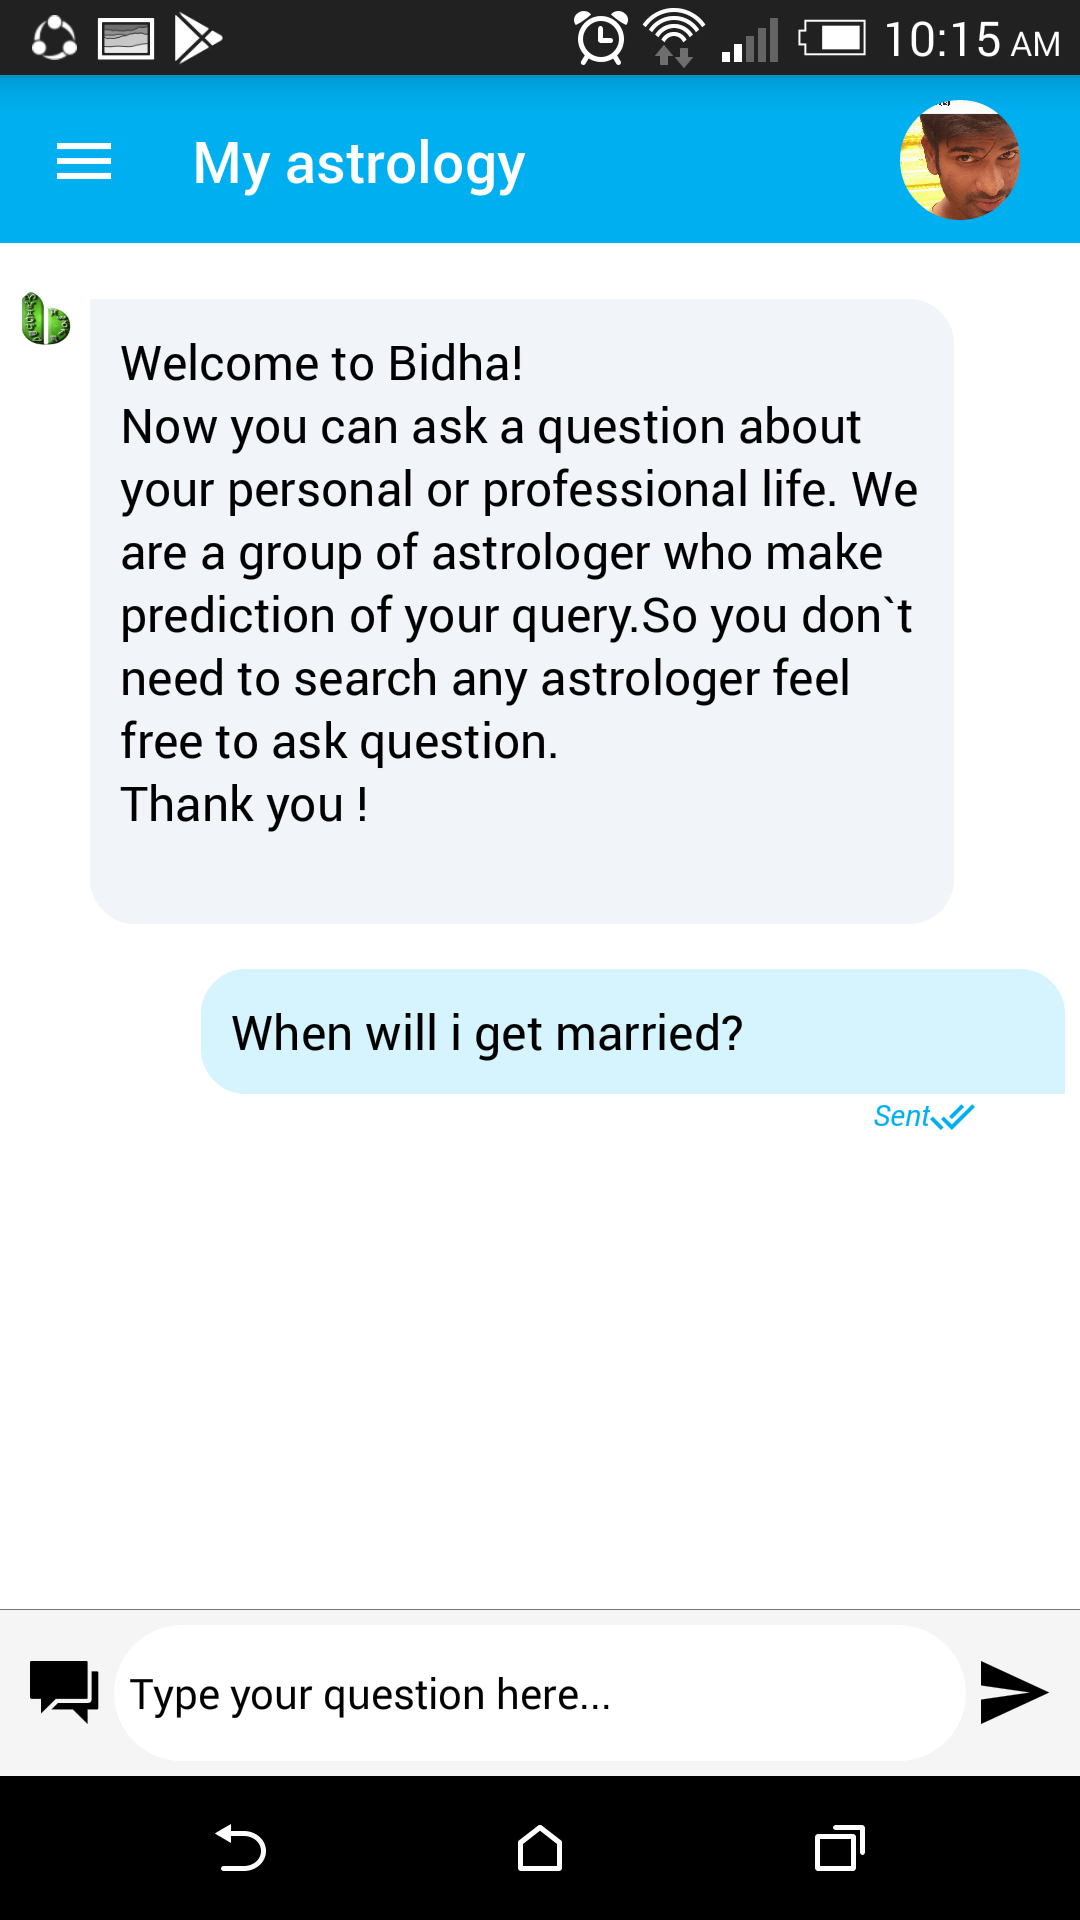 10:15 AM
My astrology
Welcome to Bidha!
Now you can ask a question about
your personal or professional life. We
are a group of astrologer who make
prediction of your query.So you don`t
need to search any astrologer feel
free to ask question.
Thank you !
When will i get married?
Sent
Type your question here...